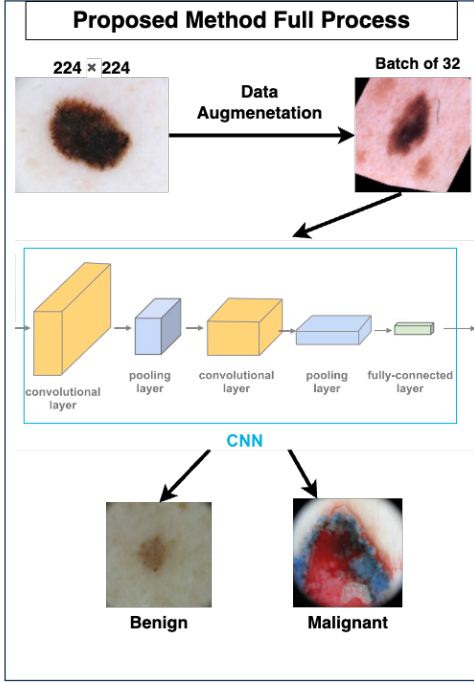 Proposed Method Full Process
224 × 224
Batch of 32
Data
Augmenetation
convolutional
layer
pooling
layer
convolutional
layer
pooling
layer
fully-connected
layer
CNN
Benign
Malignant